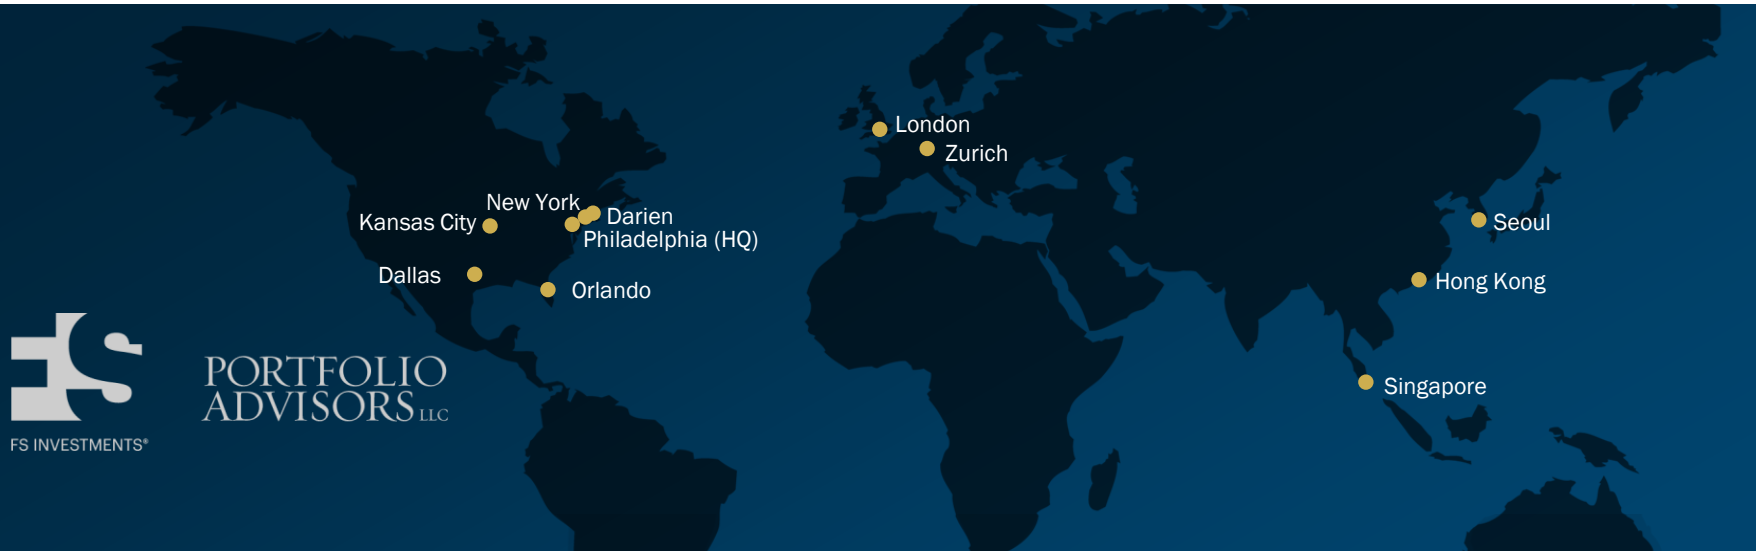 London
Zurich
New York
Kansas City
Darien
Philadelphia (HQ)
Seoul
Dallas
Orlando
Hong Kong
Singapore
FS
FS INVESTMENTS®
PORTFOLIO
ADVISORS LLC